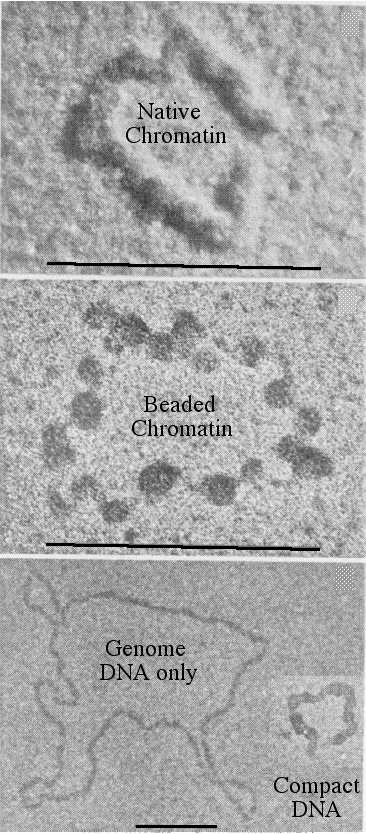 Native
Chromatin
Beaded
Chromatin
Genome
DNA only
Compact
DNA